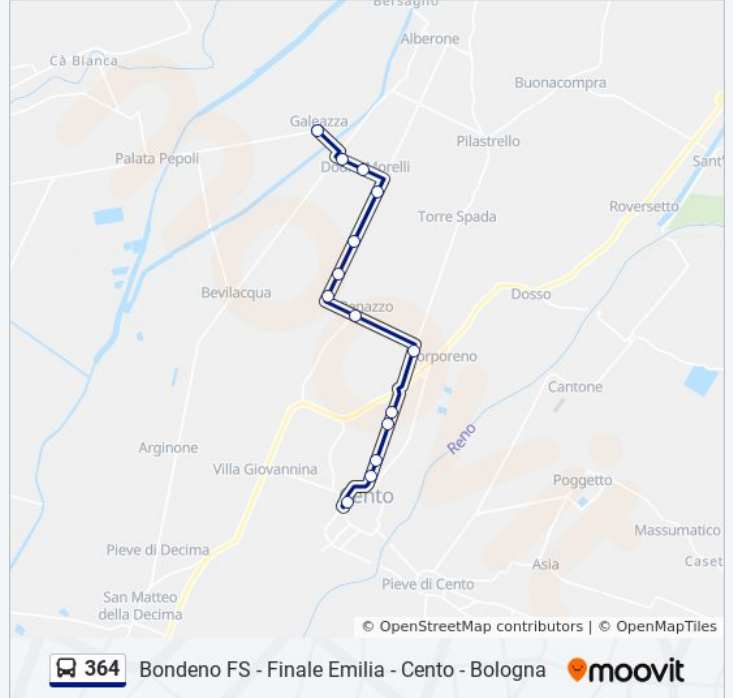 Bersaglio
Alberone
Cà Bianca
Buonacompra
Galeazza
Pilastrello
Palata Pepoli
Sant'
Roversetto
Torre Spada
Bevilacqua
Dosso
Renazzo
Corporeno
Cantone
Reno
Arginone
Villa Giovannina
Poggetto
Cento
Massumatico
Pieve di Decima
Asia
Caset
Pieve di Cento
San Matteo
della Decima
© OpenStreetMap contributors | © OpenMapTiles
364 Bondeno FS - Finale Emilia - Cento - Bologna moovit